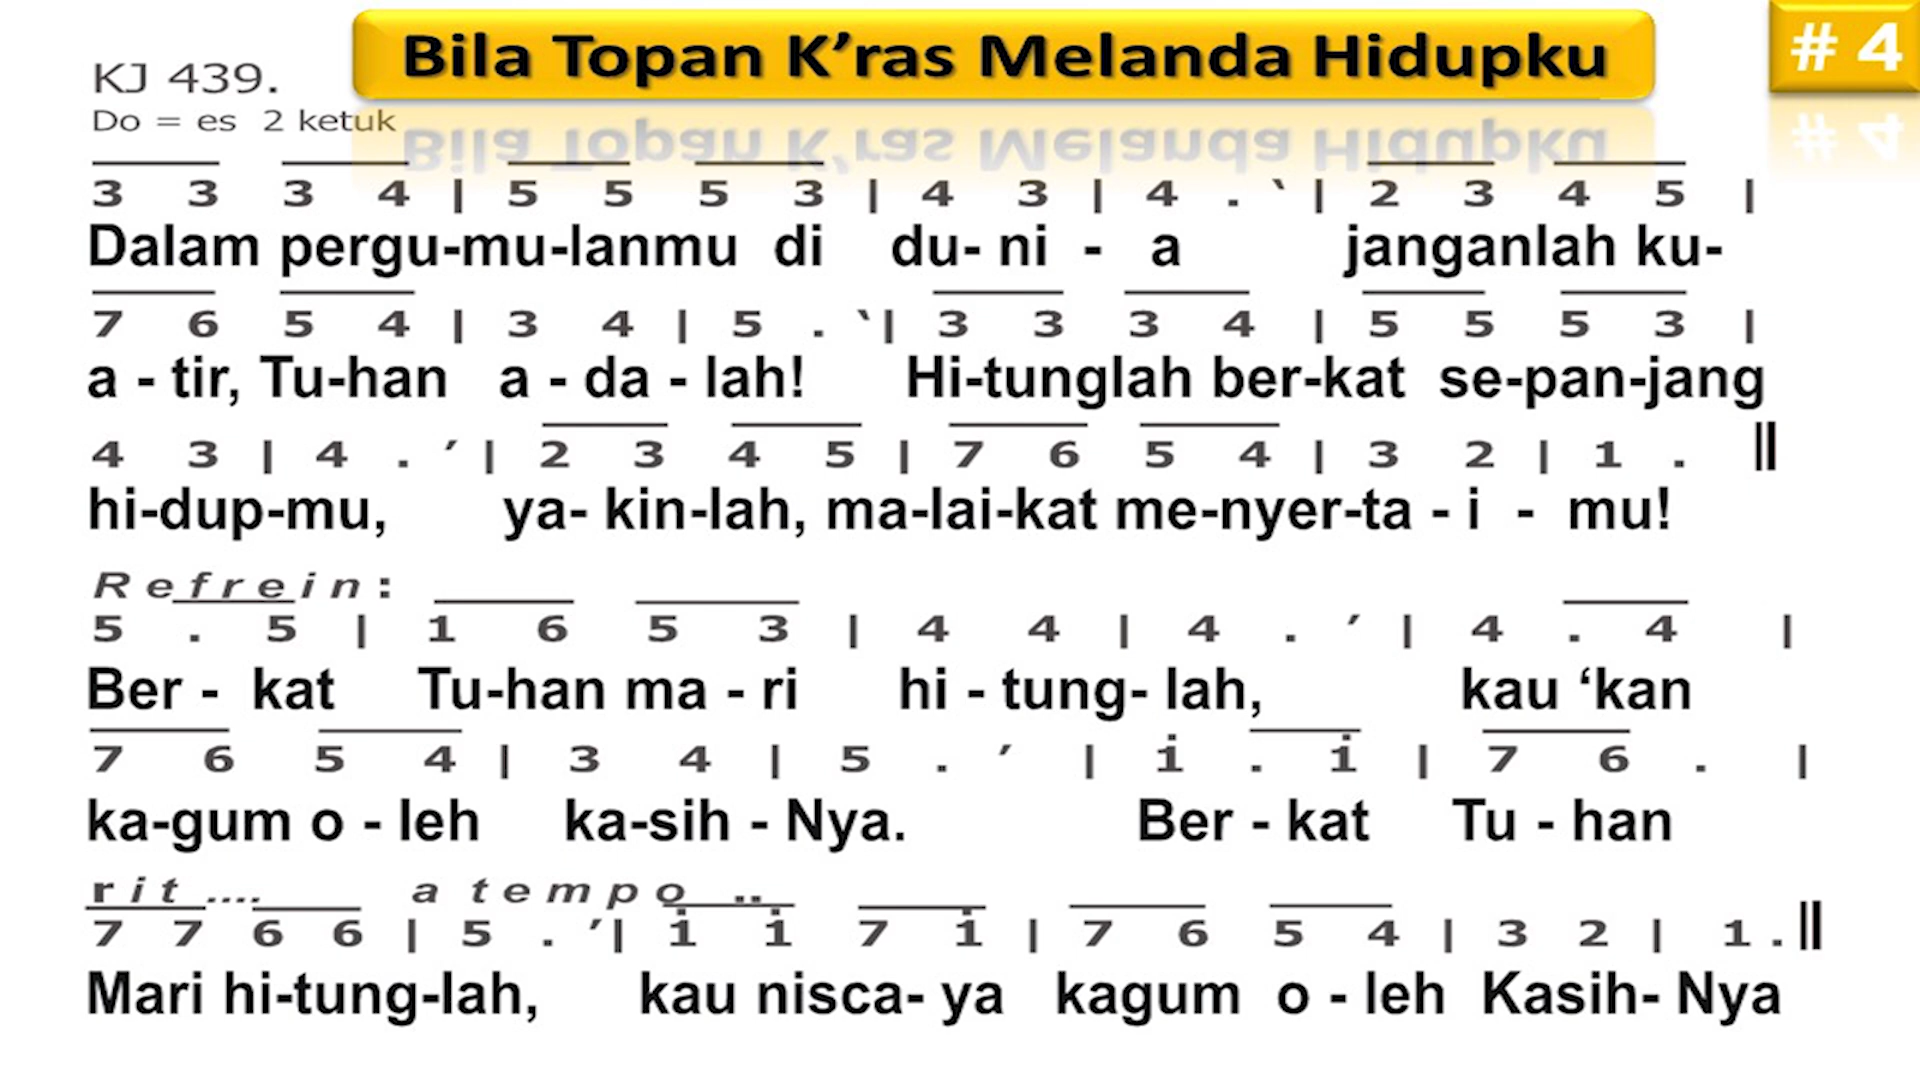 Bila Topan K’ras Melanda Hidupku
# 4
KJ 439.
Do = es 2 ketuk
3 3 3 4 | 5 5 5 3 | 4 3 | 4 . ‵ | 2 3 4 5 |
Dalam pergu-mu-lanmu di du- ni - a janganlah ku-
7 6 5 4 | 3 4 | 5 . ‵ | 3 3 3 4 | 5 5 5 3 |
a - tir, Tu-han a - da - lah! Hi-tunglah ber-kat se-pan-jang
4 3 | 4 . ′ | 2 3 4 5 | 7 6 5 4 | 3 2 | 1 . ||
hi-dup-mu, ya- kin-lah, ma-lai-kat me-nyer-ta - i - mu!
Refrein:
5 . 5 | 1 6 5 3 | 4 4 | 4 . ′ | 4 . 4 |
Ber - kat Tu-han ma - ri hi - tung- lah, kau ‘kan
7 6 5 4 | 3 4 | 5 . ′ | i . i | 7 6 . |
ka-gum o - leh ka-sih - Nya. Ber - kat Tu - han
rit .... a tempo ..
7 7 6 6 | 5 . ′ | i i 7 i | 7 6 5 4 | 3 2 | 1 . ||
Mari hi-tung-lah, kau nisca- ya kagum o - leh Kasih- Nya